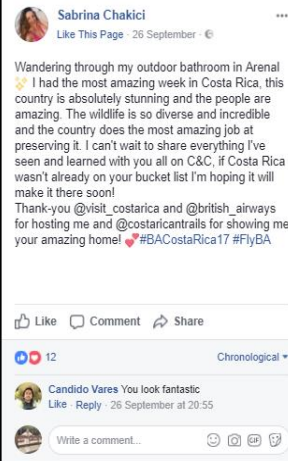 Sabrina Chakici
Like This Page · 26 September ·
Wandering through my outdoor bathroom in Arenal
✨ I had the most amazing week in Costa Rica, this
country is absolutely stunning and the people are
amazing. The wildlife is so diverse and incredible
and the country does the most amazing job at
preserving it. I can't wait to share everything I've
seen and learned with you all on C&C, if Costa Rica
wasn't already on your bucket list I'm hoping it will
make it there soon!
Thank-you @visit_costarica and @british_airways
for hosting me and @costaricantrails for showing me
your amazing home! 💕#BACostaRica17 #FlyBA
Like Comment Share
12 Chronological
Candido Vares You look fantastic
Like · Reply · 26 September at 20:55
Write a comment...
GIF